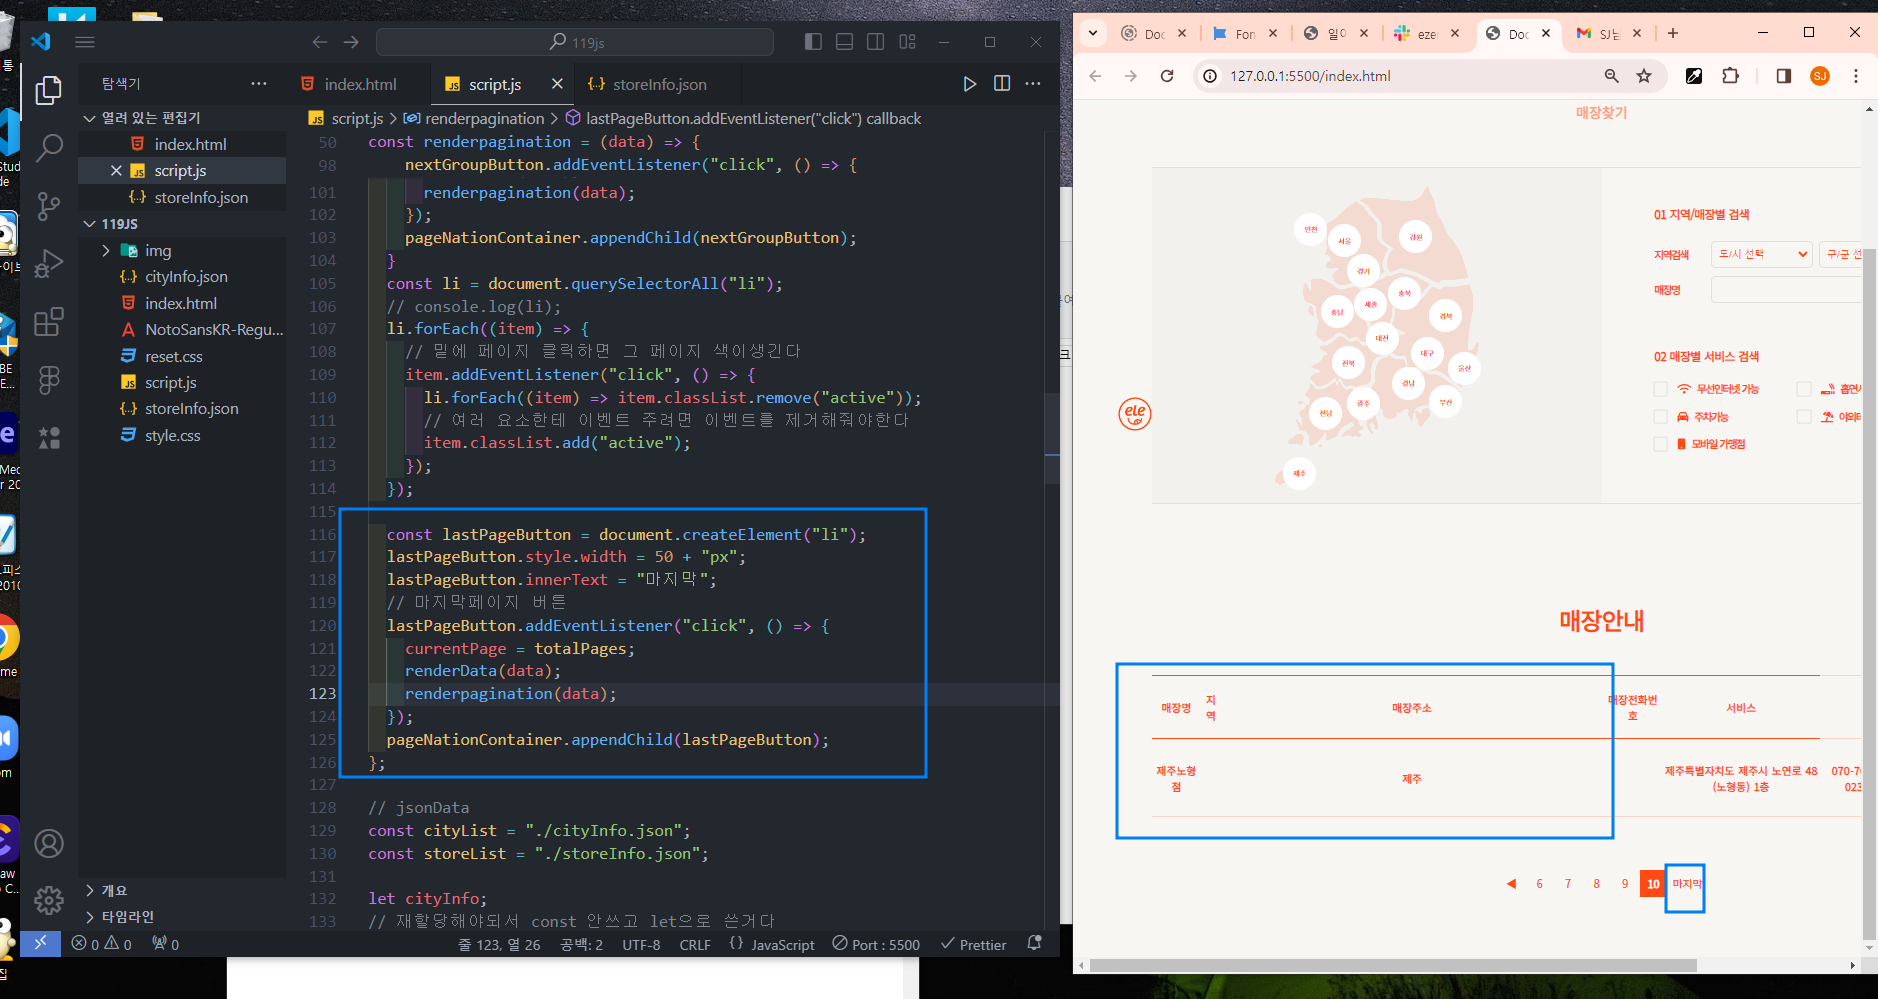 119js
탐색기
index.html
script.js
storeInfo.json
열려 있는 편집기
index.html
script.js
storeInfo.json
119JS
img
cityInfo.json
index.html
NotoSansKR-Regu...
reset.css
script.js
storeInfo.json
style.css
개요
타임라인
script.js > renderpagination > lastPageButton.addEventListener("click") callback
50 const renderpagination = (data) => {
98 nextGroupButton.addEventListener("click", () => {
101 renderpagination(data);
102 });
103 pageNationContainer.appendChild(nextGroupButton);
104 }
105 const li = document.querySelectorAll("li");
106 // console.log(li);
107 li.forEach((item) => {
108 // 밑에 페이지 클릭하면 그 페이지 색이생긴다
109 item.addEventListener("click", () => {
110 li.forEach((item) => item.classList.remove("active"));
111 // 여러 요소한테 이벤트 주려면 이벤트를 제거해줘야한다
112 item.classList.add("active");
113 });
114 });
115
116 const lastPageButton = document.createElement("li");
117 lastPageButton.style.width = 50 + "px";
118 lastPageButton.innerText = "마지막";
119 // 마지막페이지 버튼
120 lastPageButton.addEventListener("click", () => {
121 currentPage = totalPages;
122 renderData(data);
123 renderpagination(data);
124 });
125 pageNationContainer.appendChild(lastPageButton);
126 };
127
128 // jsonData
129 const cityList = "./cityInfo.json";
130 const storeList = "./storeInfo.json";
131
132 let cityInfo;
133 // 재할당해야되서 const 안쓰고 let으로 쓴거다
0 0 0
줄 123, 열 26 공백: 2 UTF-8 CRLF {} JavaScript Port : 5500 Prettier
Doc Fon 일이 ezer Doc SJ님
127.0.0.1:5500/index.html
SJ
매장찾기
인천
서울
강원
경기
충북
세종
충남
경북
대전
대구
전북
울산
경남
부산
광주
전남
제주
ele
01 지역/매장별 검색
지역검색 도/시 선택 구/군 선
매장명
02 매장별 서비스 검색
무선인터넷 가능 흡연시
주차가능 야외테
모바일 가맹점
매장안내
매장명 지역 매장주소 매장전화번호 서비스
제주노형점 제주 제주특별자치도 제주시 노연로 48 (노형동) 1층 070-7
023
◀ 6 7 8 9 10 마지막